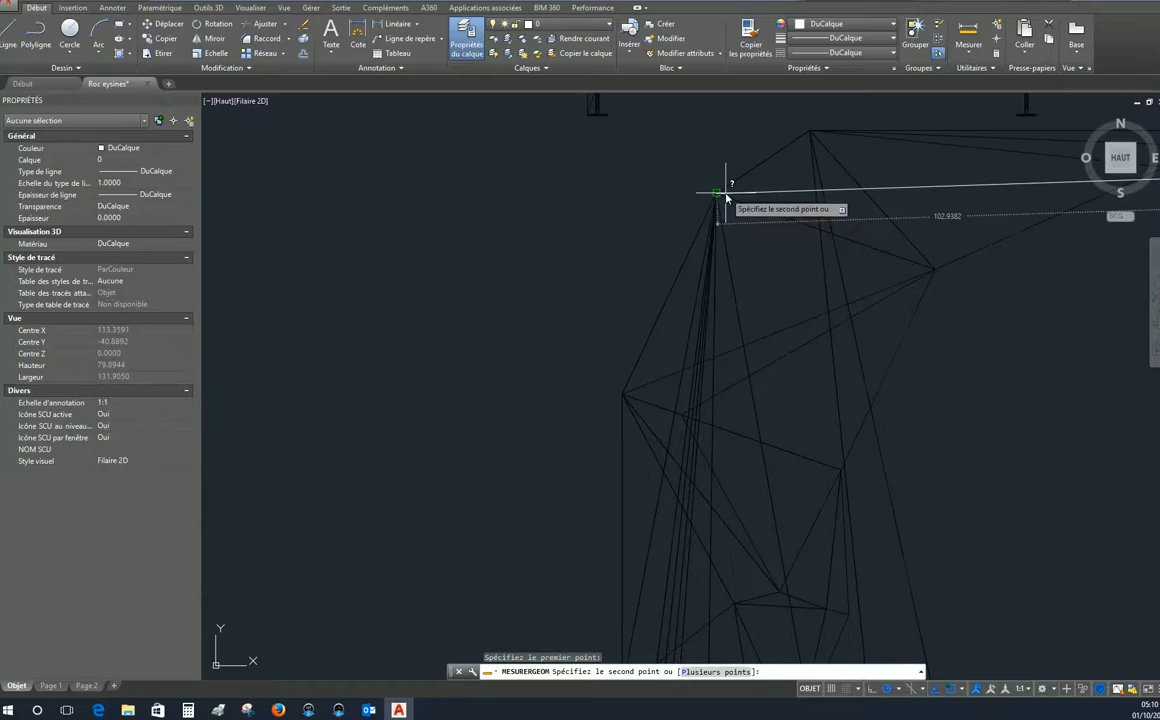 Début Insertion Annoter Paramétrique Outils 3D Visualiser Vue Gérer Sortie Compléments A360 Applications associées BIM 360 Performance
Déplacer Rotation Ajuster Linéaire 0 Créer DuCalque
Copier Miroir Raccord Ligne de repère Rendre courant Modifier DuCalque
Etirer Echelle Réseau Tableau Copier le calque Modifier attributs DuCalque
Ligne Polyligne Cercle Arc Texte Cote Propriétés du calque Insérer Copier les propriétés Grouper Mesurer Coller Base
Dessin Modification Annotation Calques Bloc Propriétés Groupes Utilitaires Presse-papiers Vue
Début Roc eysines*
PROPRIÉTÉS
[−][Haut][Filaire 2D]
Aucune sélection
Général
Couleur DuCalque
Calque 0
Type de ligne DuCalque
Echelle du type de li... 1.0000
Epaisseur de ligne DuCalque
Transparence DuCalque
Epaisseur 0.0000
Visualisation 3D
Matériau DuCalque
Style de tracé
Style de tracé ParCouleur
Table des styles de tr... Aucune
Table des tracés atta... Objet
Type de table de tracé Non disponible
Vue
Centre X 113.3591
Centre Y -40.8892
Centre Z 0.0000
Hauteur 79.8944
Largeur 131.9050
Divers
Echelle d'annotation 1:1
Icône SCU active Oui
Icône SCU au niveau... Oui
Icône SCU par fenêtre Oui
NOM SCU
Style visuel Filaire 2D
N
O HAUT E
S
SCG
?
Spécifiez le second point ou
102.9382
Y
X
Spécifiez le premier point:
MESURERGEOM Spécifiez le second point ou [Plusieurs points]:
Objet Page 1 Page 2 +
OBJET 1:1
05:10
01/10/20